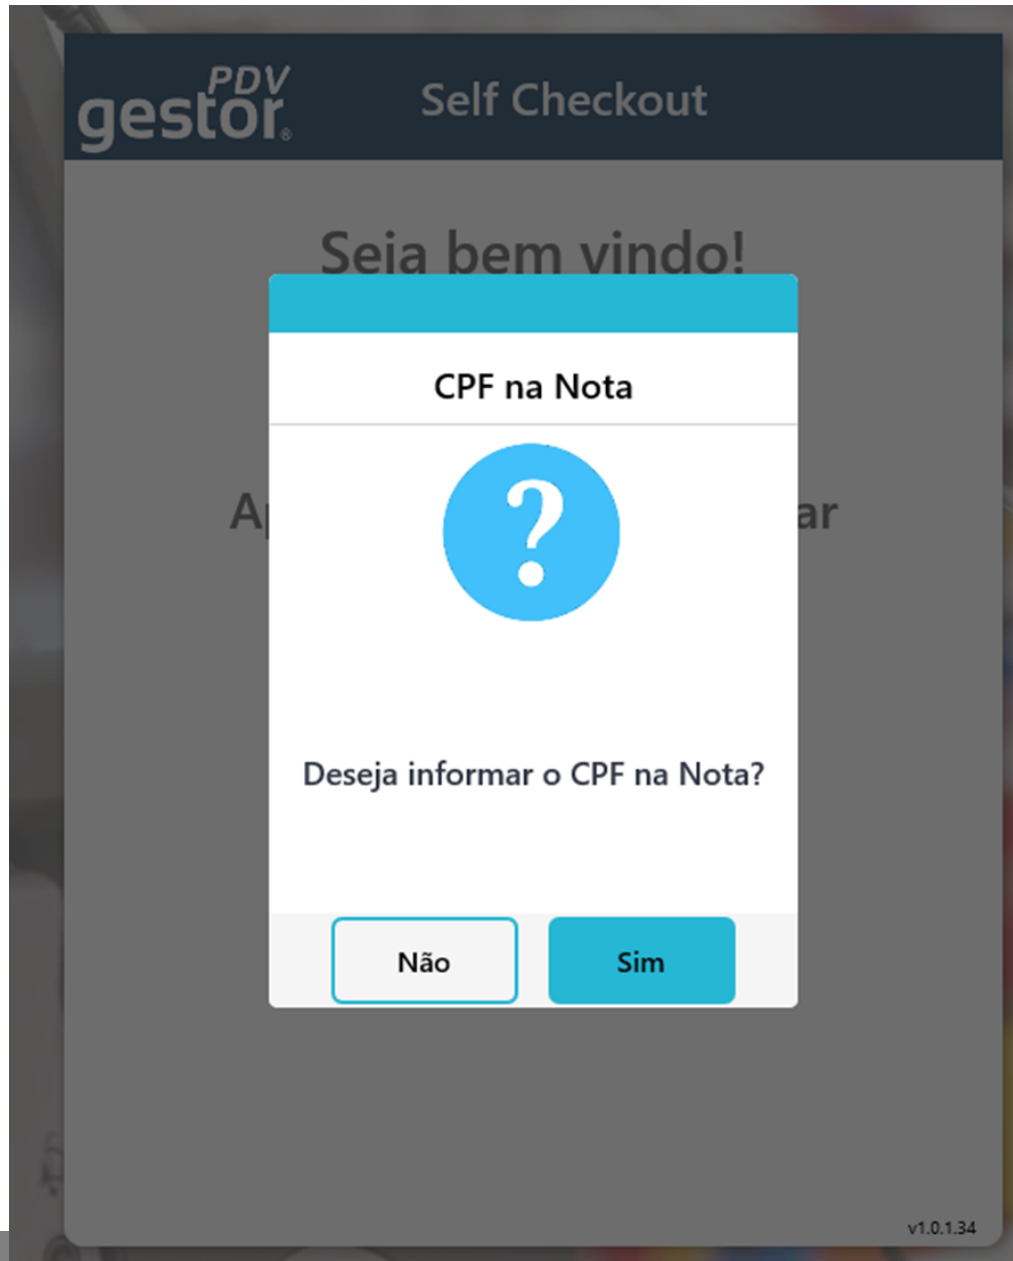 PDV
gestor®
Self Checkout
Seia bem vindo!
CPF na Nota
?
Deseja informar o CPF na Nota?
Não
Sim
v1.0.1.34